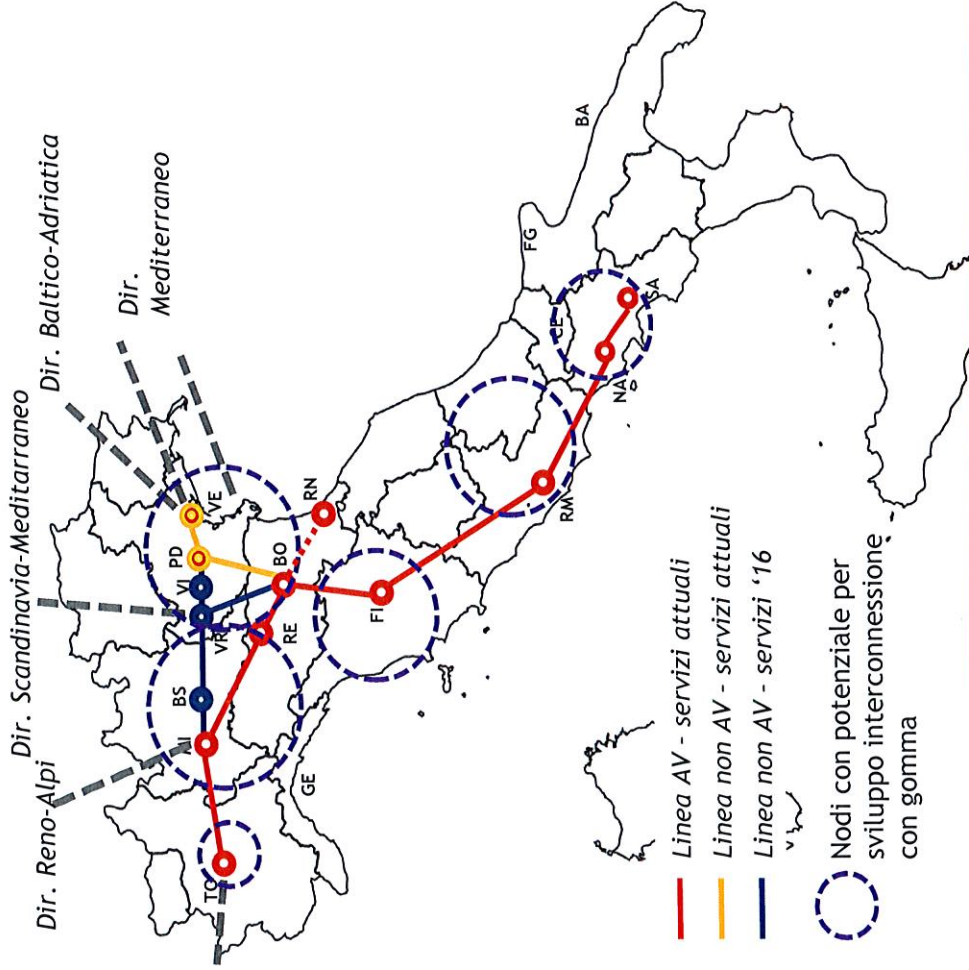 Dir. Scandinavia-Meditarraneo
Dir. Reno-Alpi
Dir. Baltico-Adriatica
Dir.
Mediterraneo
TO
MI
BS
VR
VI
PD
VE
RE
BO
RN
GE
FI
RM
NA
CE
SA
FG
BA
Linea AV - servizi attuali
Linea non AV - servizi attuali
Linea non AV - servizi '16
Nodi con potenziale per
sviluppo interconnessione
con gomma